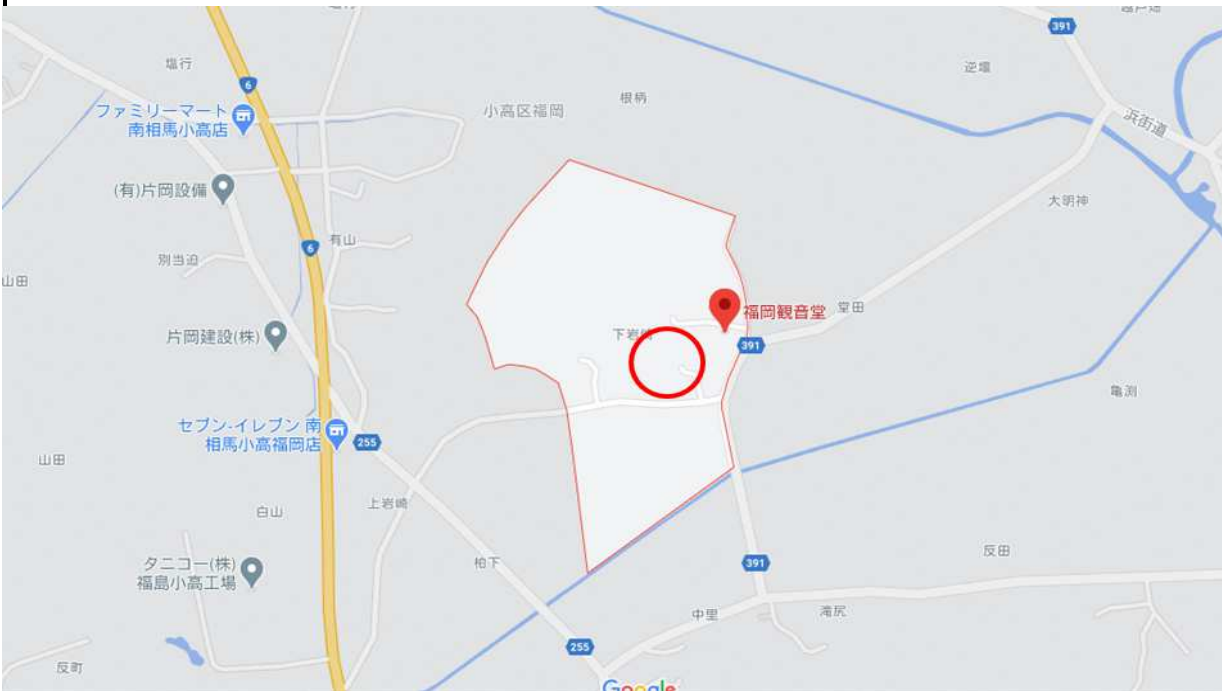 391
塩行
逆壇
6
根柄
ファミリーマート
南相馬小高店
小高区福岡
浜街道
(有)片岡設備
大明神
有山
6
別当迫
山田
福岡観音堂
堂田
片岡建設(株)
下岩崎
391
亀渕
セブン-イレブン 南
相馬小高福岡店
255
山田
上岩崎
白山
反田
タニコー(株)
福島小高工場
柏下
391
中里
滝尻
255
反町
Google